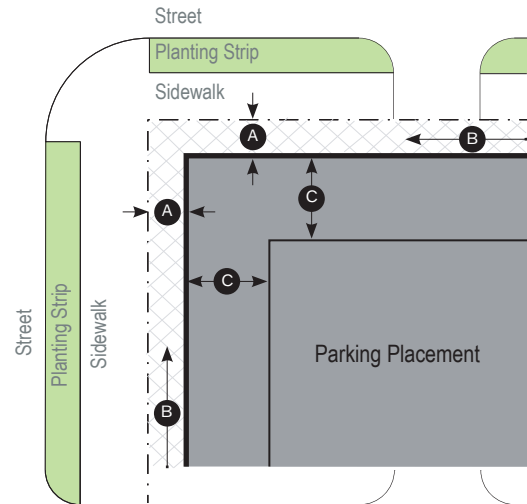 Street
Planting Strip
Sidewalk
A
B
A
C
C
Parking Placement
Street
Planting Strip
Sidewalk
B